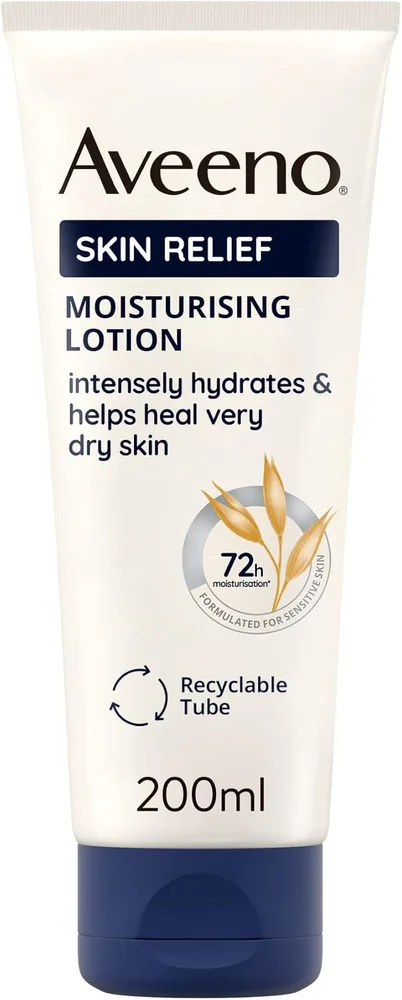 Aveeno®
SKIN RELIEF
MOISTURISING
LOTION
intensely hydrates &
helps heal very
dry skin
72h
moisturisation*
FORMULATED FOR SENSITIVE SKIN
Recyclable
Tube
200ml